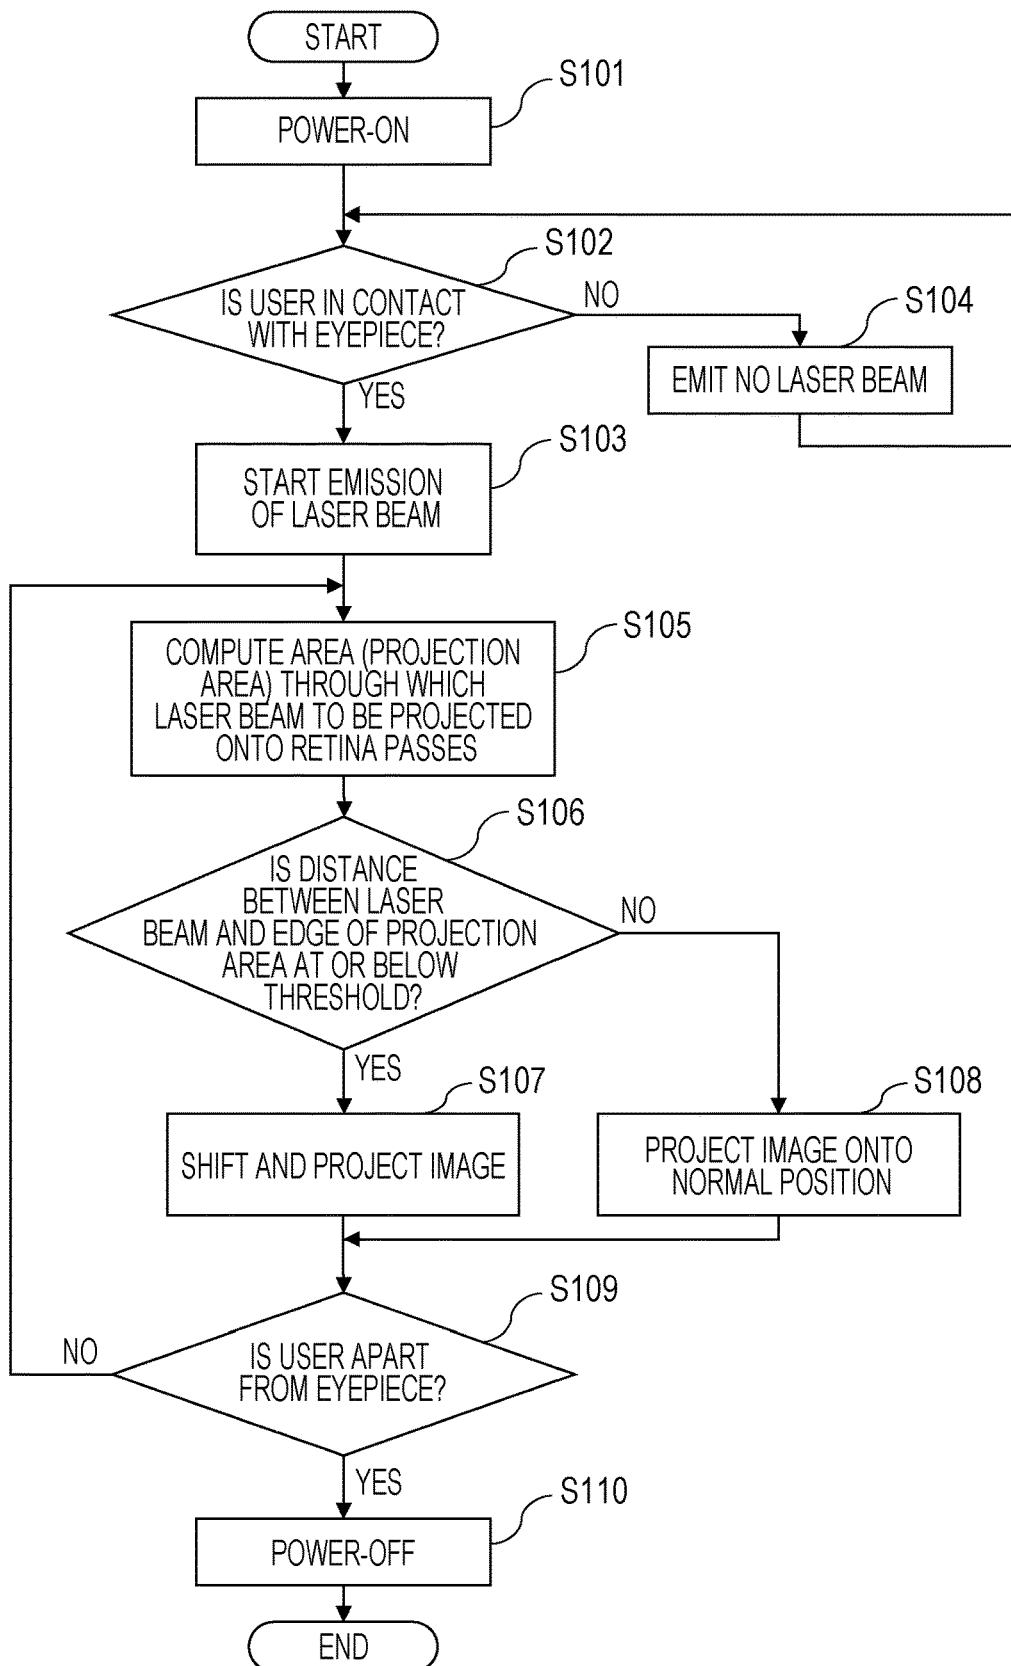 START
S101
POWER-ON
S102
IS USER IN CONTACT
WITH EYEPIECE?
NO
S104
EMIT NO LASER BEAM
YES
S103
START EMISSION
OF LASER BEAM
S105
COMPUTE AREA (PROJECTION
AREA) THROUGH WHICH
LASER BEAM TO BE PROJECTED
ONTO RETINA PASSES
S106
IS DISTANCE
BETWEEN LASER
BEAM AND EDGE OF PROJECTION
AREA AT OR BELOW
THRESHOLD?
NO
YES
S107
SHIFT AND PROJECT IMAGE
S108
PROJECT IMAGE ONTO
NORMAL POSITION
S109
IS USER APART
FROM EYEPIECE?
NO
YES
S110
POWER-OFF
END